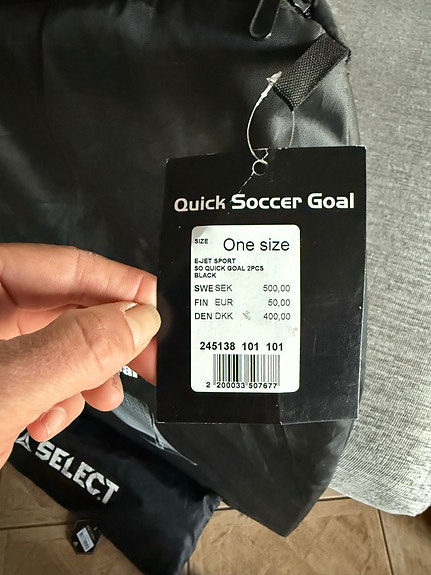 Quick Soccer Goal
SIZE One size
E-JET SPORT
SO QUICK GOAL 2PCS
BLACK
SWE SEK 500,00
FIN EUR 50,00
DEN DKK 400,00
245138 101 101
2 200033 507677
SELECT